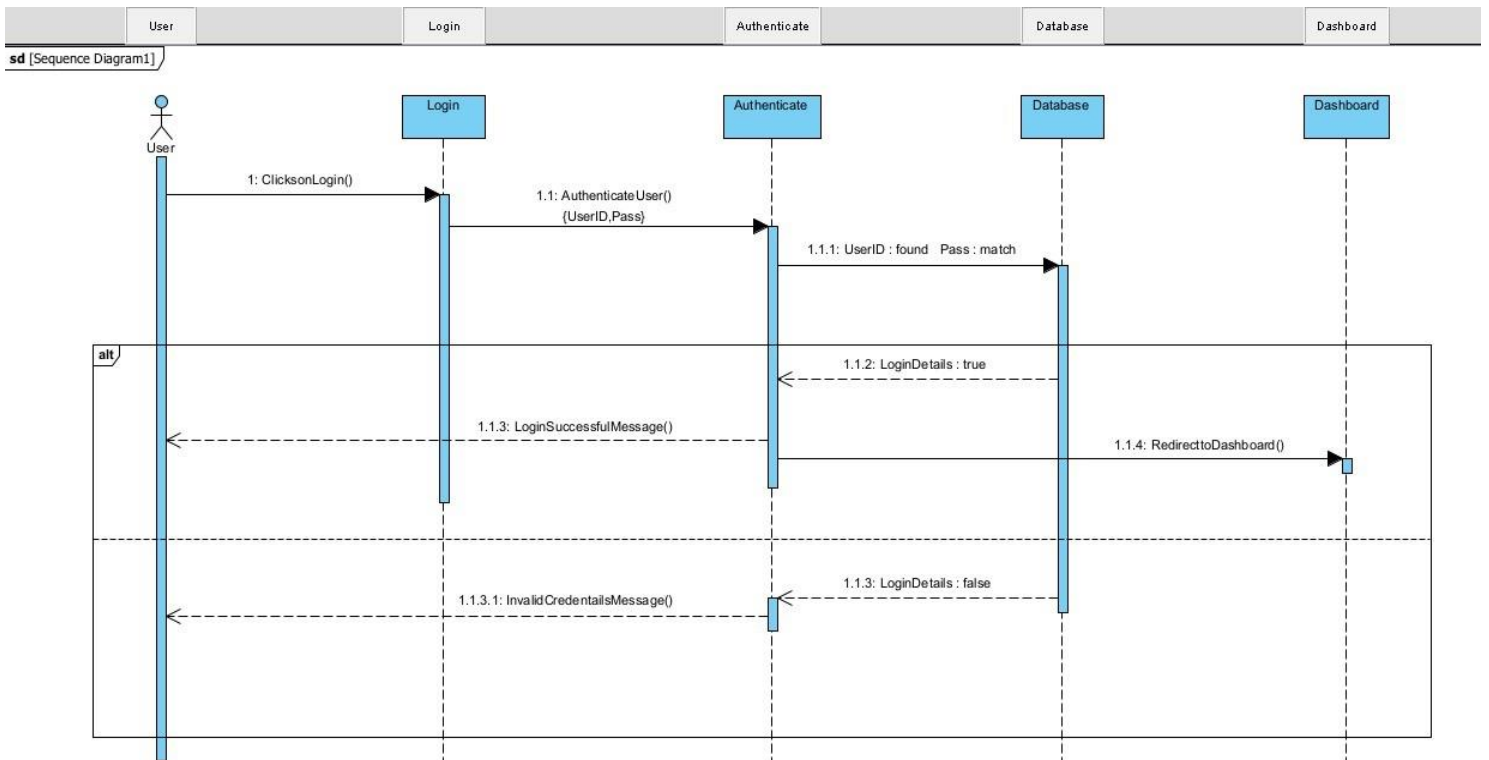 User Login Authenticate Database Dashboard
sd [Sequence Diagram1]
Login Authenticate Database Dashboard
User
1: ClicksonLogin()
1.1: AuthenticateUser()
{UserID,Pass}
1.1.1: UserID : found Pass : match
alt
1.1.2: LoginDetails : true
1.1.3: LoginSuccessfulMessage()
1.1.4: RedirecttoDashboard()
1.1.3: LoginDetails : false
1.1.3.1: InvalidCredentailsMessage()